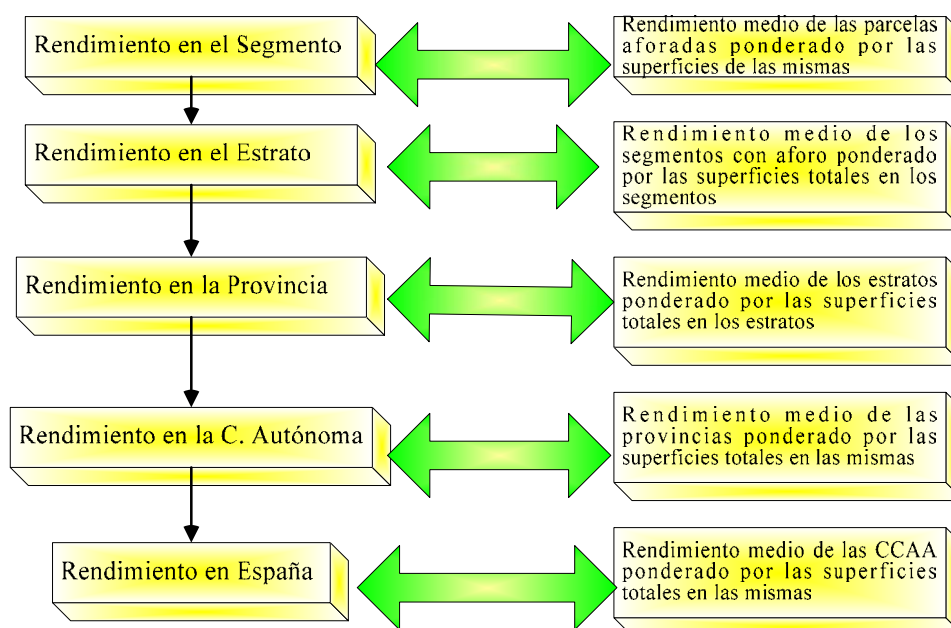 Rendimiento en el Segmento
Rendimiento medio de las parcelas
aforadas ponderado por las
superficies de las mismas
Rendimiento en el Estrato
Rendimiento medio de los
segmentos con aforo ponderado
por las superficies totales en los
segmentos
Rendimiento en la Provincia
Rendimiento medio de los estratos
ponderado por las superficies
totales en los estratos
Rendimiento en la C. Autónoma
Rendimiento medio de las
provincias ponderado por las
superficies totales en las mismas
Rendimiento en España
Rendimiento medio de las CCAA
ponderado por las superficies
totales en las mismas